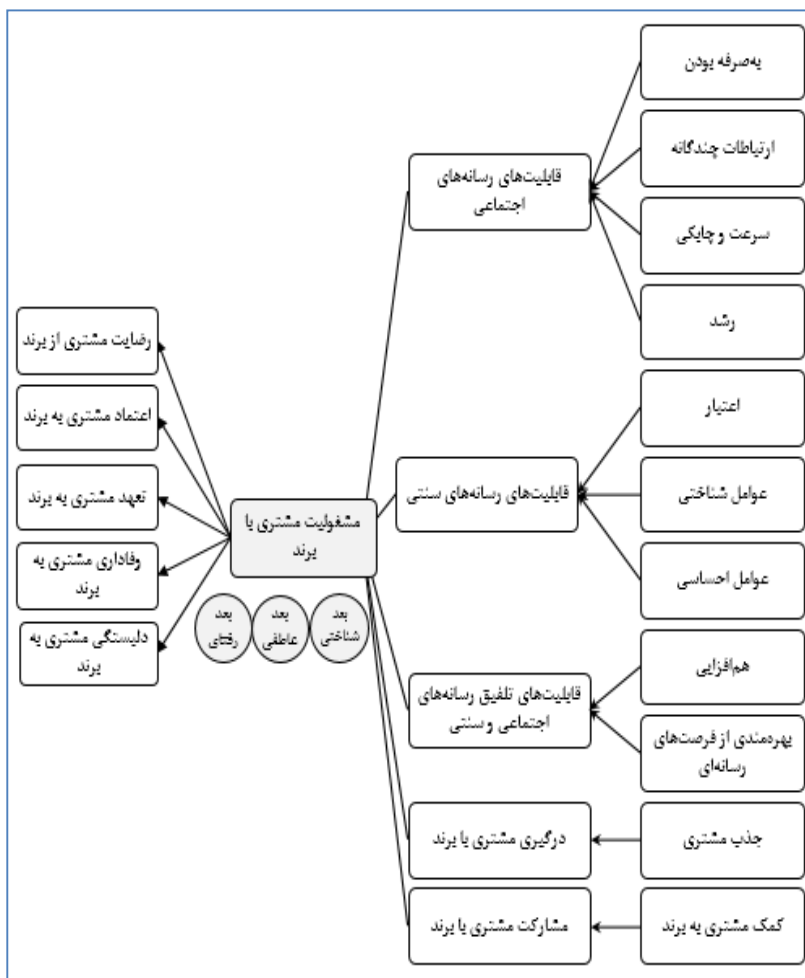 به‌صرفه بودن
ارتباطات چندگانه
سرعت و چابکی
رشد
قابلیت‌های رسانه‌های
اجتماعی
اعتبار
عوامل شناختی
عوامل احساسی
قابلیت‌های رسانه‌های سنتی
هم‌افزایی
بهره‌مندی از فرصت‌های
رسانه‌ای
قابلیت‌های تلفیق رسانه‌های
اجتماعی و سنتی
جذب مشتری
درگیری مشتری با برند
کمک مشتری به برند
مشارکت مشتری با برند
مشغولیت مشتری با
برند
بعد
شناختی
بعد
عاطفی
بعد
رفتاری
رضایت مشتری از برند
اعتماد مشتری به برند
تعهد مشتری به برند
وفاداری مشتری به
برند
دلبستگی مشتری به
برند